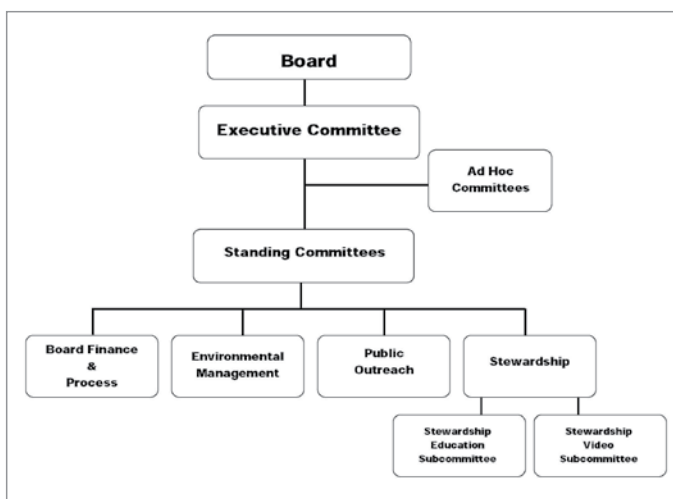 Board
Executive Committee
Ad Hoc
Committees
Standing Committees
Board Finance
&
Process
Environmental
Management
Public
Outreach
Stewardship
Stewardship
Education
Subcommittee
Stewardship
Video
Subcommittee